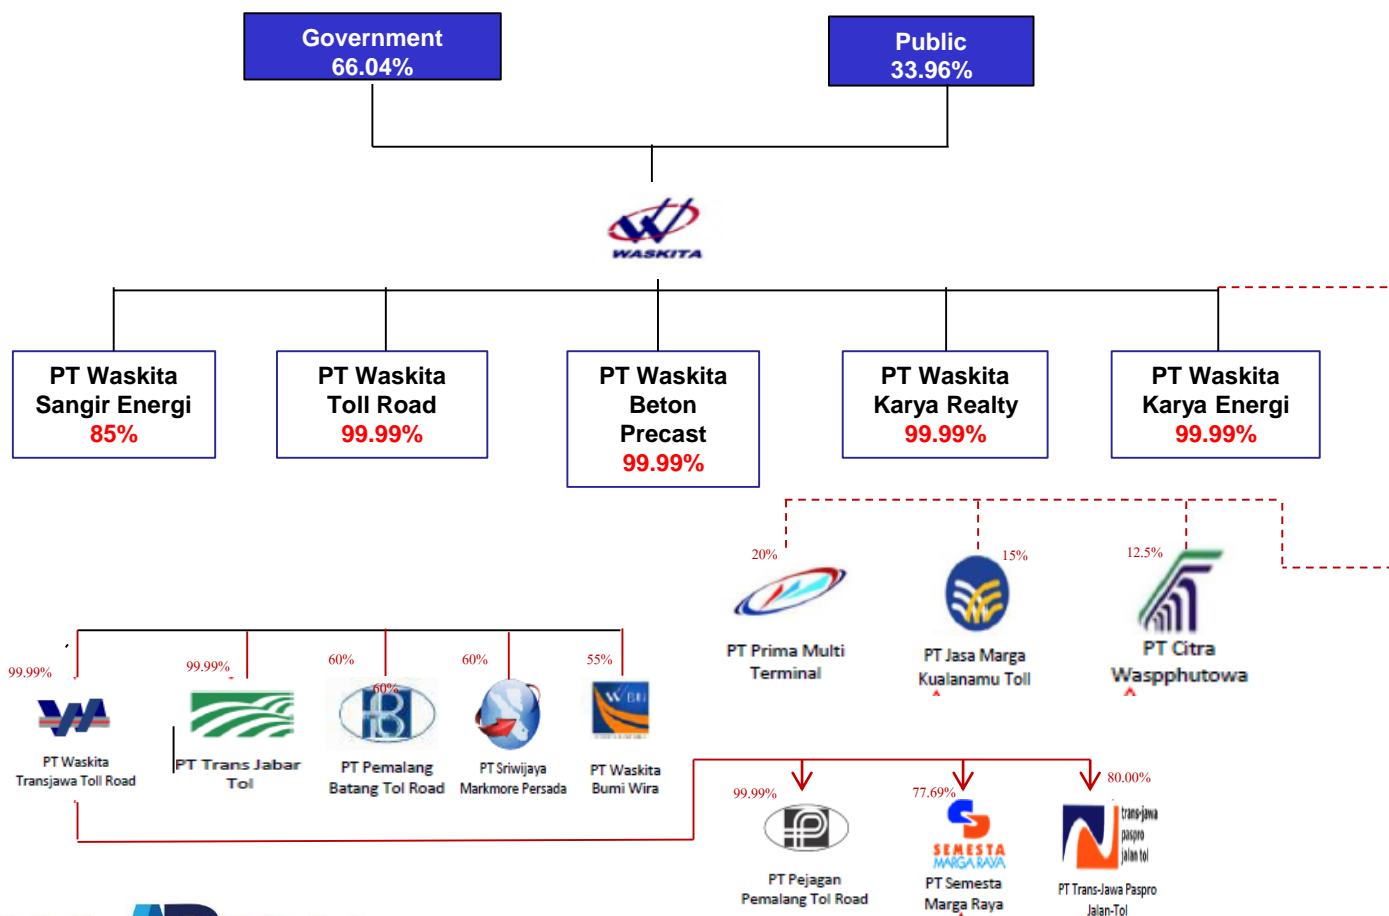 Government
66.04%
Public
33.96%
WASKITA
PT Waskita
Sangir Energi
85%
PT Waskita
Toll Road
99.99%
PT Waskita
Beton
Precast
99.99%
PT Waskita
Karya Realty
99.99%
PT Waskita
Karya Energi
99.99%
20%
15%
12.5%
PT Prima Multi
Terminal
PT Jasa Marga
Kualanamu Toll
PT Citra
Waspphutowa
99.99%
99.99%
60%
60%
60%
55%
PT Waskita
Transjawa Toll Road
PT Trans Jabar
Tol
PT Pemalang
Batang Tol Road
PT Sriwijaya
Markmore Persada
PT Waskita
Bumi Wira
99.99%
77.69%
80.00%
SEMESTA
MARGA RAYA
trans-jawa
paspro
jalan tol
PT Pejagan
Pemalang Tol Road
PT Semesta
Marga Raya
PT Trans-Jawa Paspro
Jalan-Tol